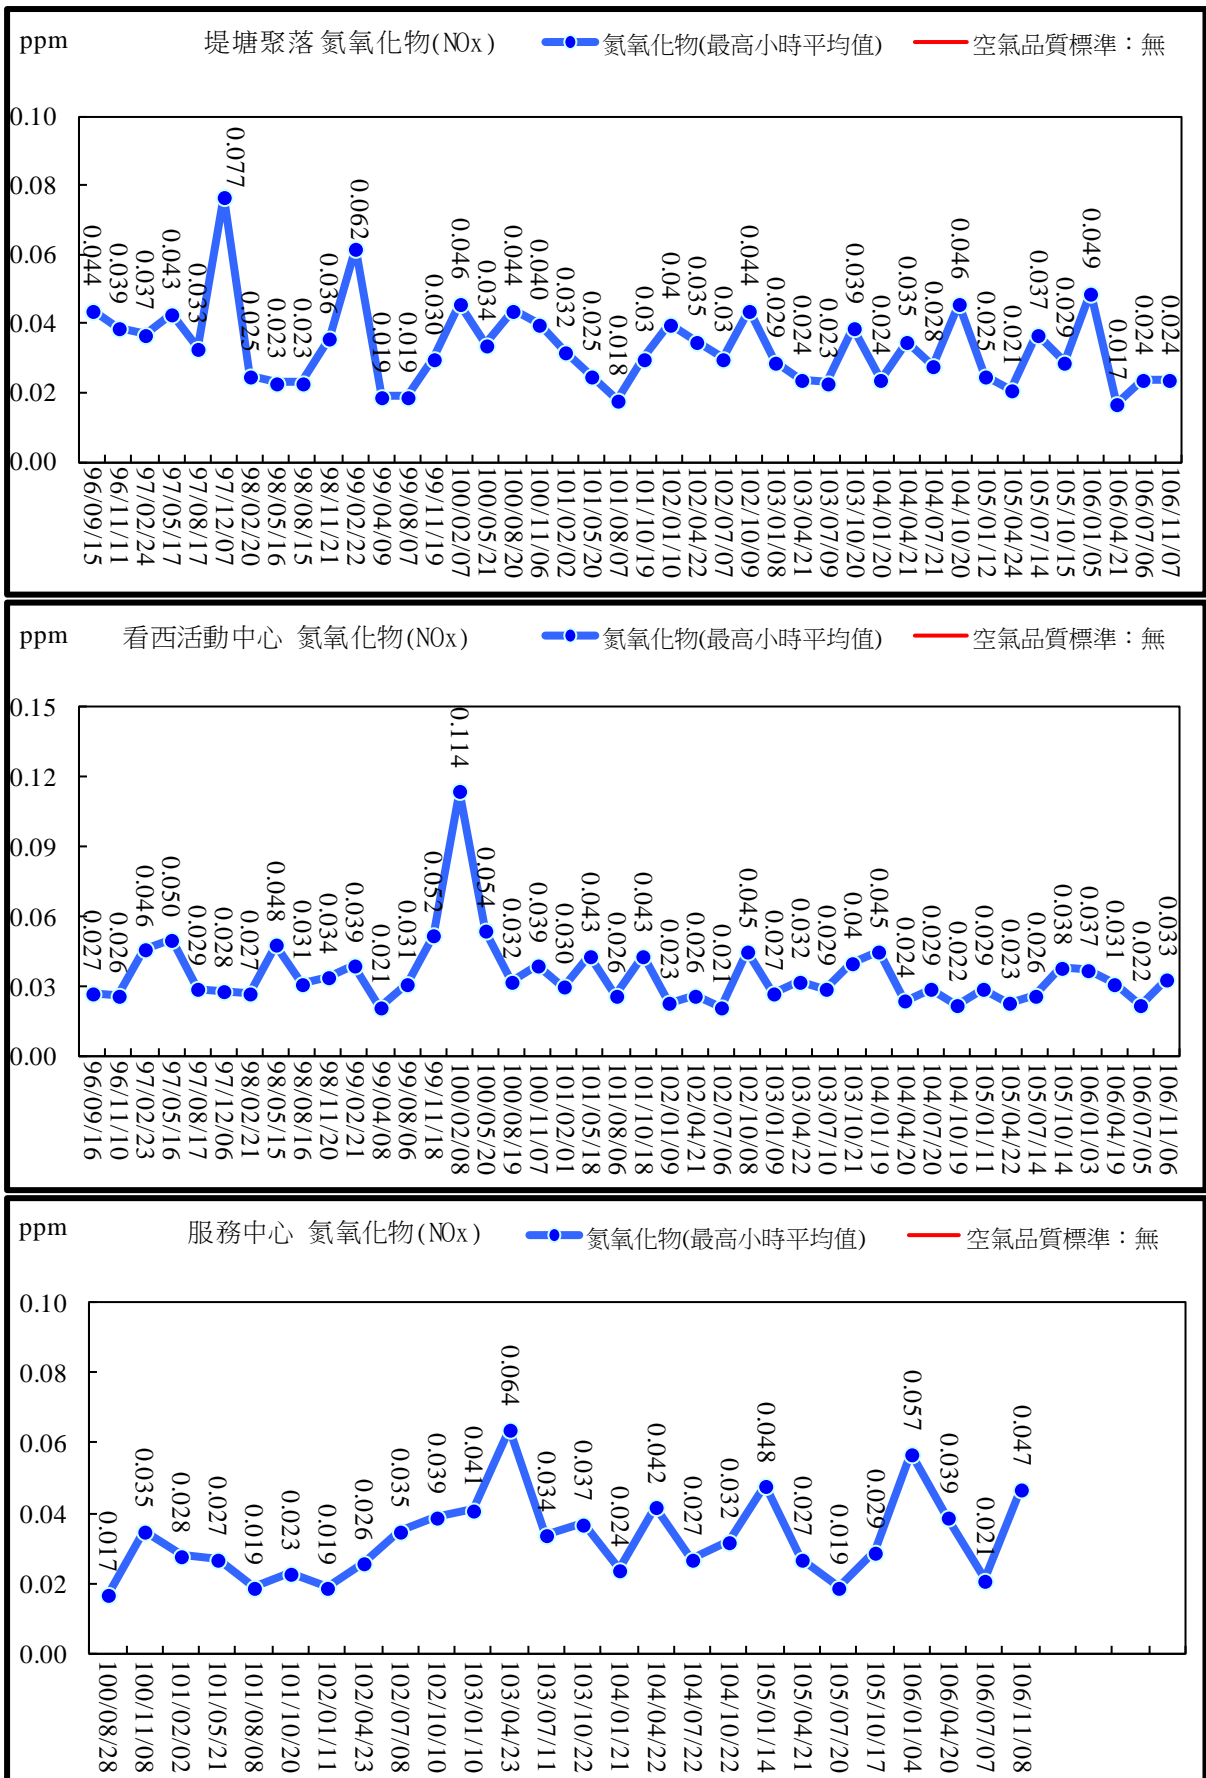 ppm 堤塘聚落 氮氧化物(NOx) 氮氧化物(最高小時平均值) 空氣品質標準：無
0.10
0.08
0.06
0.04
0.02
0.00
0.044 0.039 0.037 0.043 0.033 0.077 0.025 0.023 0.023 0.036 0.062 0.019 0.019 0.030 0.046 0.034 0.044 0.040 0.032 0.025 0.018 0.03 0.04 0.035 0.03 0.044 0.029 0.024 0.023 0.039 0.024 0.035 0.028 0.046 0.025 0.021 0.037 0.029 0.049 0.017 0.024 0.024
96/09/15 96/11/11 97/02/24 97/05/17 97/08/17 97/12/07 98/02/20 98/05/16 98/08/15 98/11/21 99/02/22 99/04/09 99/08/07 99/11/19 100/02/07 100/05/21 100/08/20 100/11/06 101/02/02 101/05/20 101/08/07 101/10/19 102/01/10 102/04/22 102/07/07 102/10/09 103/01/08 103/04/21 103/07/09 103/10/20 104/01/20 104/04/21 104/07/21 104/10/20 105/01/12 105/04/24 105/07/14 105/10/15 106/01/05 106/04/21 106/07/06 106/11/07
ppm 看西活動中心 氮氧化物(NOx) 氮氧化物(最高小時平均值) 空氣品質標準：無
0.15
0.12
0.09
0.06
0.03
0.00
0.027 0.026 0.046 0.050 0.029 0.028 0.027 0.048 0.031 0.034 0.039 0.021 0.031 0.052 0.114 0.054 0.032 0.039 0.030 0.043 0.026 0.043 0.023 0.026 0.021 0.045 0.027 0.032 0.029 0.04 0.045 0.024 0.029 0.022 0.029 0.023 0.026 0.038 0.037 0.031 0.022 0.033
96/09/16 96/11/10 97/02/23 97/05/16 97/08/17 97/12/06 98/02/21 98/05/15 98/08/16 98/11/20 99/02/21 99/04/08 99/08/06 99/11/18 100/02/08 100/05/20 100/08/19 100/11/07 101/02/01 101/05/18 101/08/06 101/10/18 102/01/09 102/04/21 102/07/06 102/10/08 103/01/09 103/04/22 103/07/10 103/10/21 104/01/19 104/04/20 104/07/20 104/10/19 105/01/11 105/04/22 105/07/14 105/10/14 106/01/03 106/04/19 106/07/05 106/11/06
ppm 服務中心 氮氧化物(NOx) 氮氧化物(最高小時平均值) 空氣品質標準：無
0.10
0.08
0.06
0.04
0.02
0.00
0.017 0.035 0.028 0.027 0.019 0.023 0.019 0.026 0.035 0.039 0.041 0.064 0.034 0.037 0.024 0.042 0.027 0.032 0.048 0.027 0.019 0.029 0.057 0.039 0.021 0.047
100/08/28 100/11/08 101/02/02 101/05/21 101/08/08 101/10/20 102/01/11 102/04/23 102/07/08 102/10/10 103/01/10 103/04/23 103/07/11 103/10/22 104/01/21 104/04/22 104/07/22 104/10/22 105/01/14 105/04/21 105/07/20 105/10/17 106/01/04 106/04/20 106/07/07 106/11/08